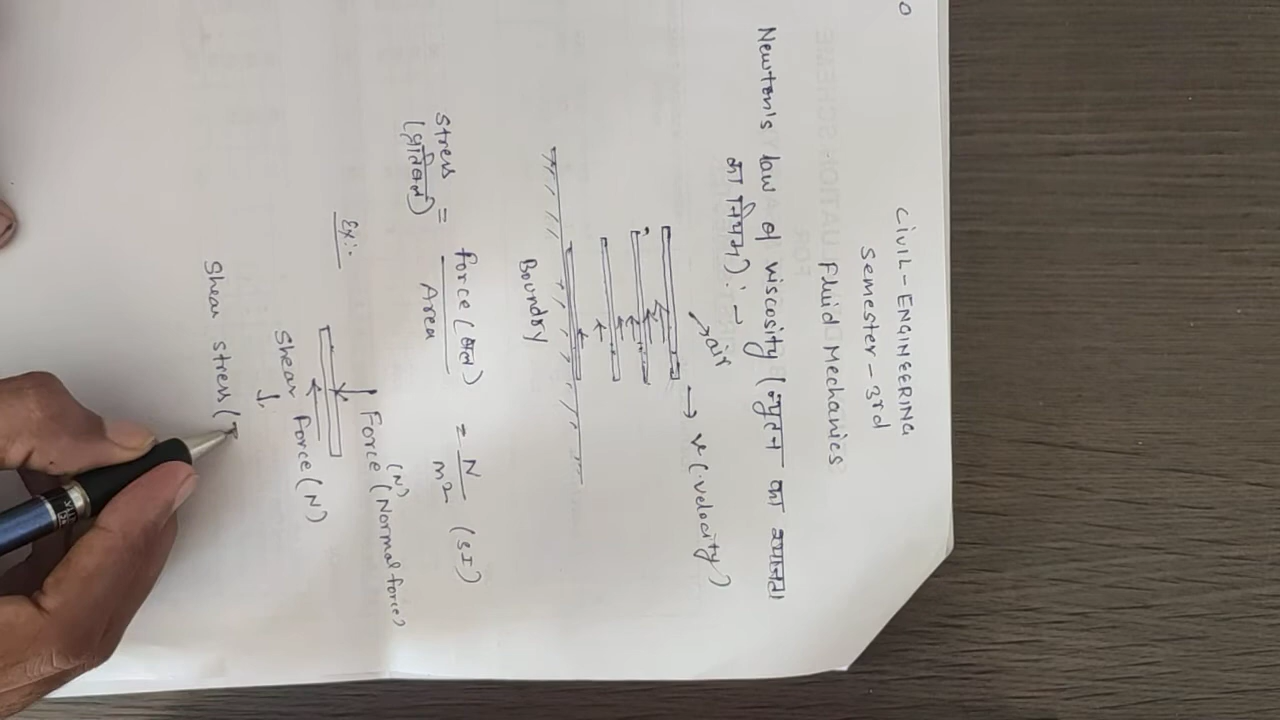 CIVIL-ENGINEERING
Semester-3rd
Fluid Mechanics
Newton's law of viscosity (न्यूटन का श्यानता
का नियम):→
air
→ v(velocity)
Boundry
Stress = Force(बल) / Area = N / m2 (SI)
(प्रतिबल)
Ex:-
Force(Normal force)
(N)
Shear Force(N)
Shear stress(τ